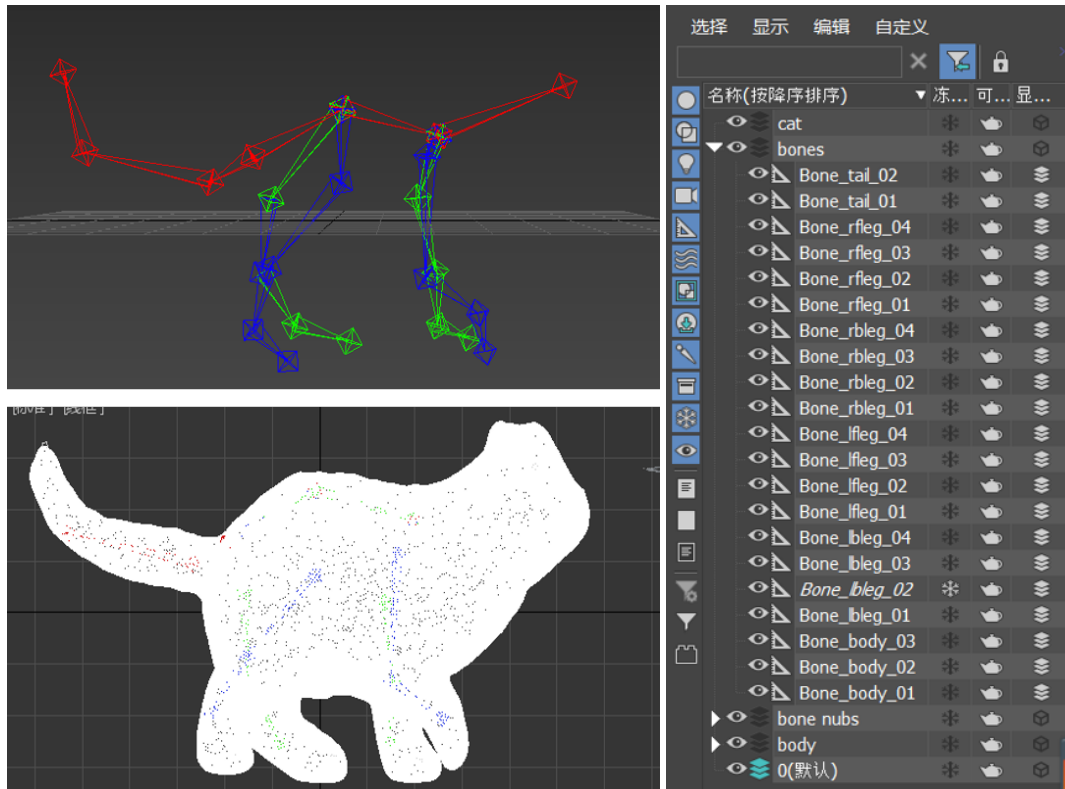 选择 显示 编辑 自定义
名称(按降序排序) 冻... 可... 显...
cat
bones
Bone_tail_02
Bone_tail_01
Bone_rfleg_04
Bone_rfleg_03
Bone_rfleg_02
Bone_rfleg_01
Bone_rbleg_04
Bone_rbleg_03
Bone_rbleg_02
Bone_rbleg_01
Bone_lfleg_04
Bone_lfleg_03
Bone_lfleg_02
Bone_lfleg_01
Bone_lbleg_04
Bone_lbleg_03
Bone_lbleg_02
Bone_lbleg_01
Bone_body_03
Bone_body_02
Bone_body_01
bone nubs
body
0(默认)